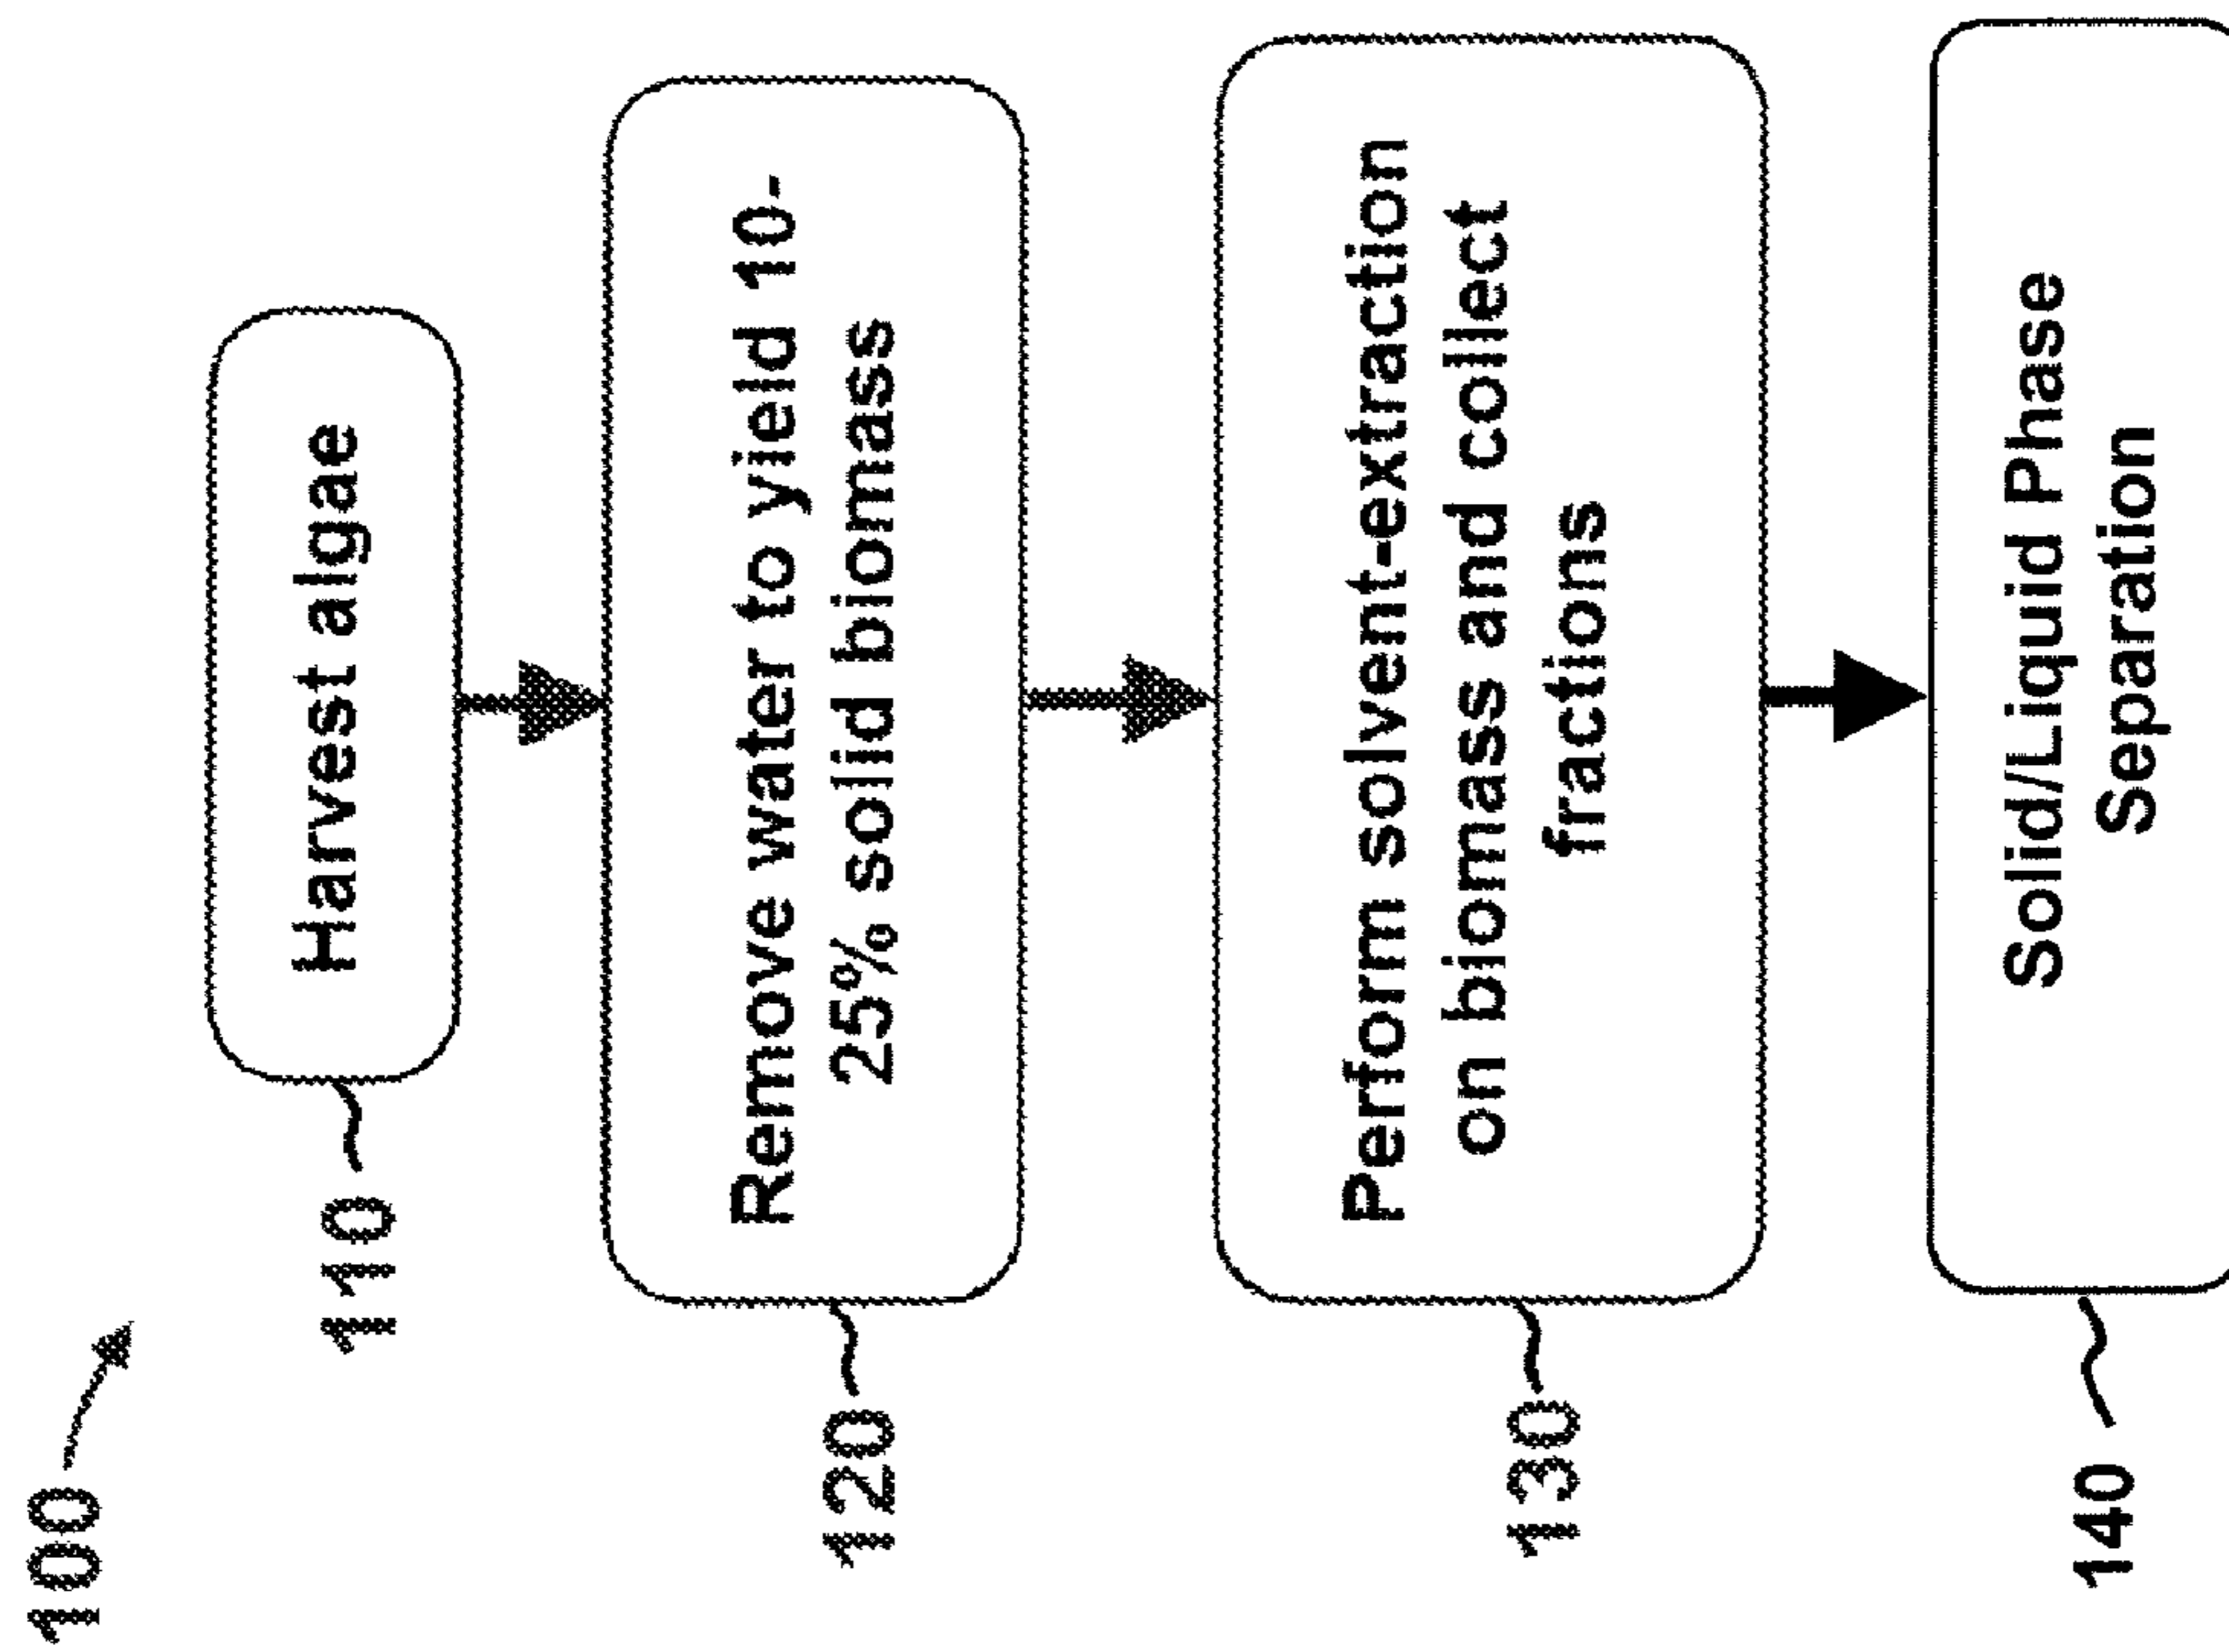 100
110
Harvest algae
120
Remove water to yield 10-
25% solid biomass
130
Perform solvent-extraction
on biomass and collect
fractions
140
Solid/Liquid Phase
Separation